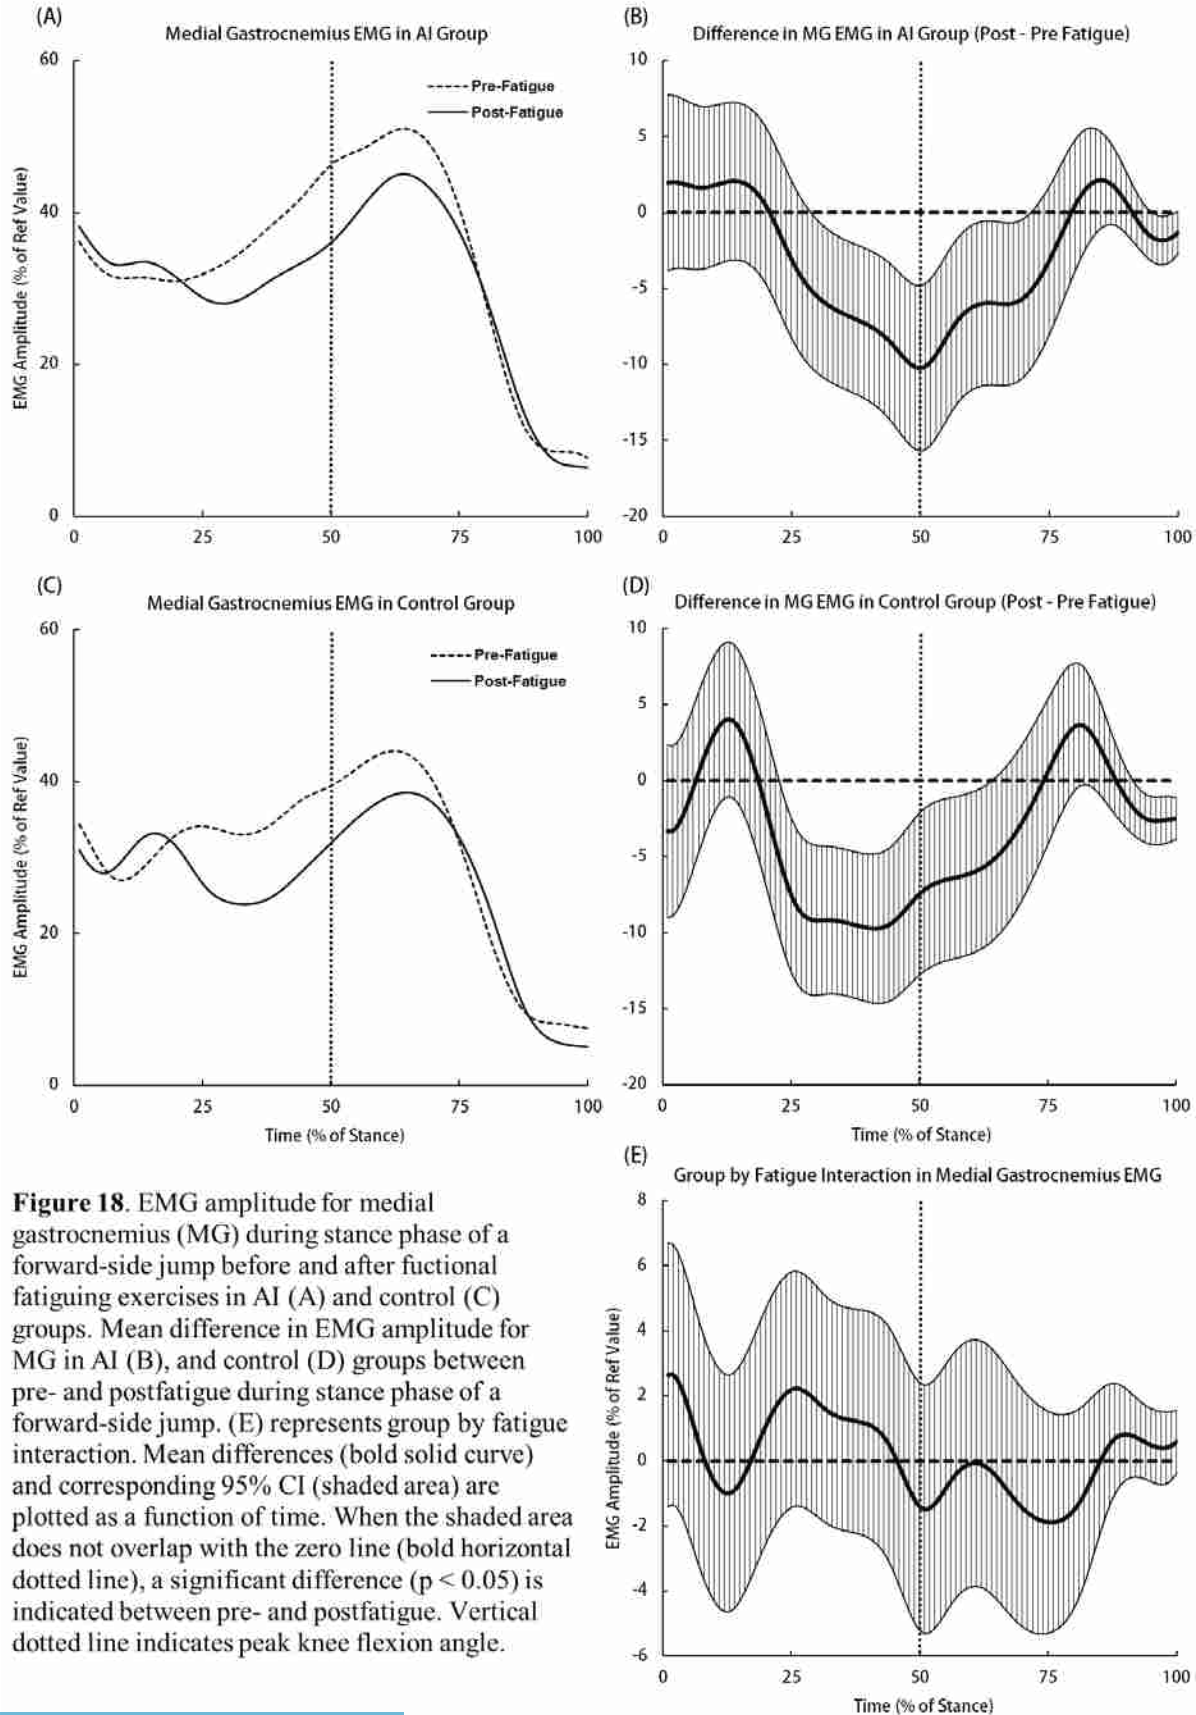 (A)
Medial Gastrocnemius EMG in AI Group
60
40
20
0
EMG Amplitude (% of Ref Value)
Pre-Fatigue
Post-Fatigue
0 25 50 75 100
(B)
Difference in MG EMG in AI Group (Post - Pre Fatigue)
10
5
0
-5
-10
-15
-20
0 25 50 75 100
(C)
Medial Gastrocnemius EMG in Control Group
60
40
20
0
EMG Amplitude (% of Ref Value)
Pre-Fatigue
Post-Fatigue
0 25 50 75 100
Time (% of Stance)
(D)
Difference in MG EMG in Control Group (Post - Pre Fatigue)
10
5
0
-5
-10
-15
-20
0 25 50 75 100
Time (% of Stance)
(E)
Group by Fatigue Interaction in Medial Gastrocnemius EMG
8
6
4
2
0
-2
-4
-6
EMG Amplitude (% of Ref Value)
0 25 50 75 100
Time (% of Stance)
Figure 18. EMG amplitude for medial
gastrocnemius (MG) during stance phase of a
forward-side jump before and after fuctional
fatiguing exercises in AI (A) and control (C)
groups. Mean difference in EMG amplitude for
MG in AI (B), and control (D) groups between
pre- and postfatigue during stance phase of a
forward-side jump. (E) represents group by fatigue
interaction. Mean differences (bold solid curve)
and corresponding 95% CI (shaded area) are
plotted as a function of time. When the shaded area
does not overlap with the zero line (bold horizontal
dotted line), a significant difference (p < 0.05) is
indicated between pre- and postfatigue. Vertical
dotted line indicates peak knee flexion angle.